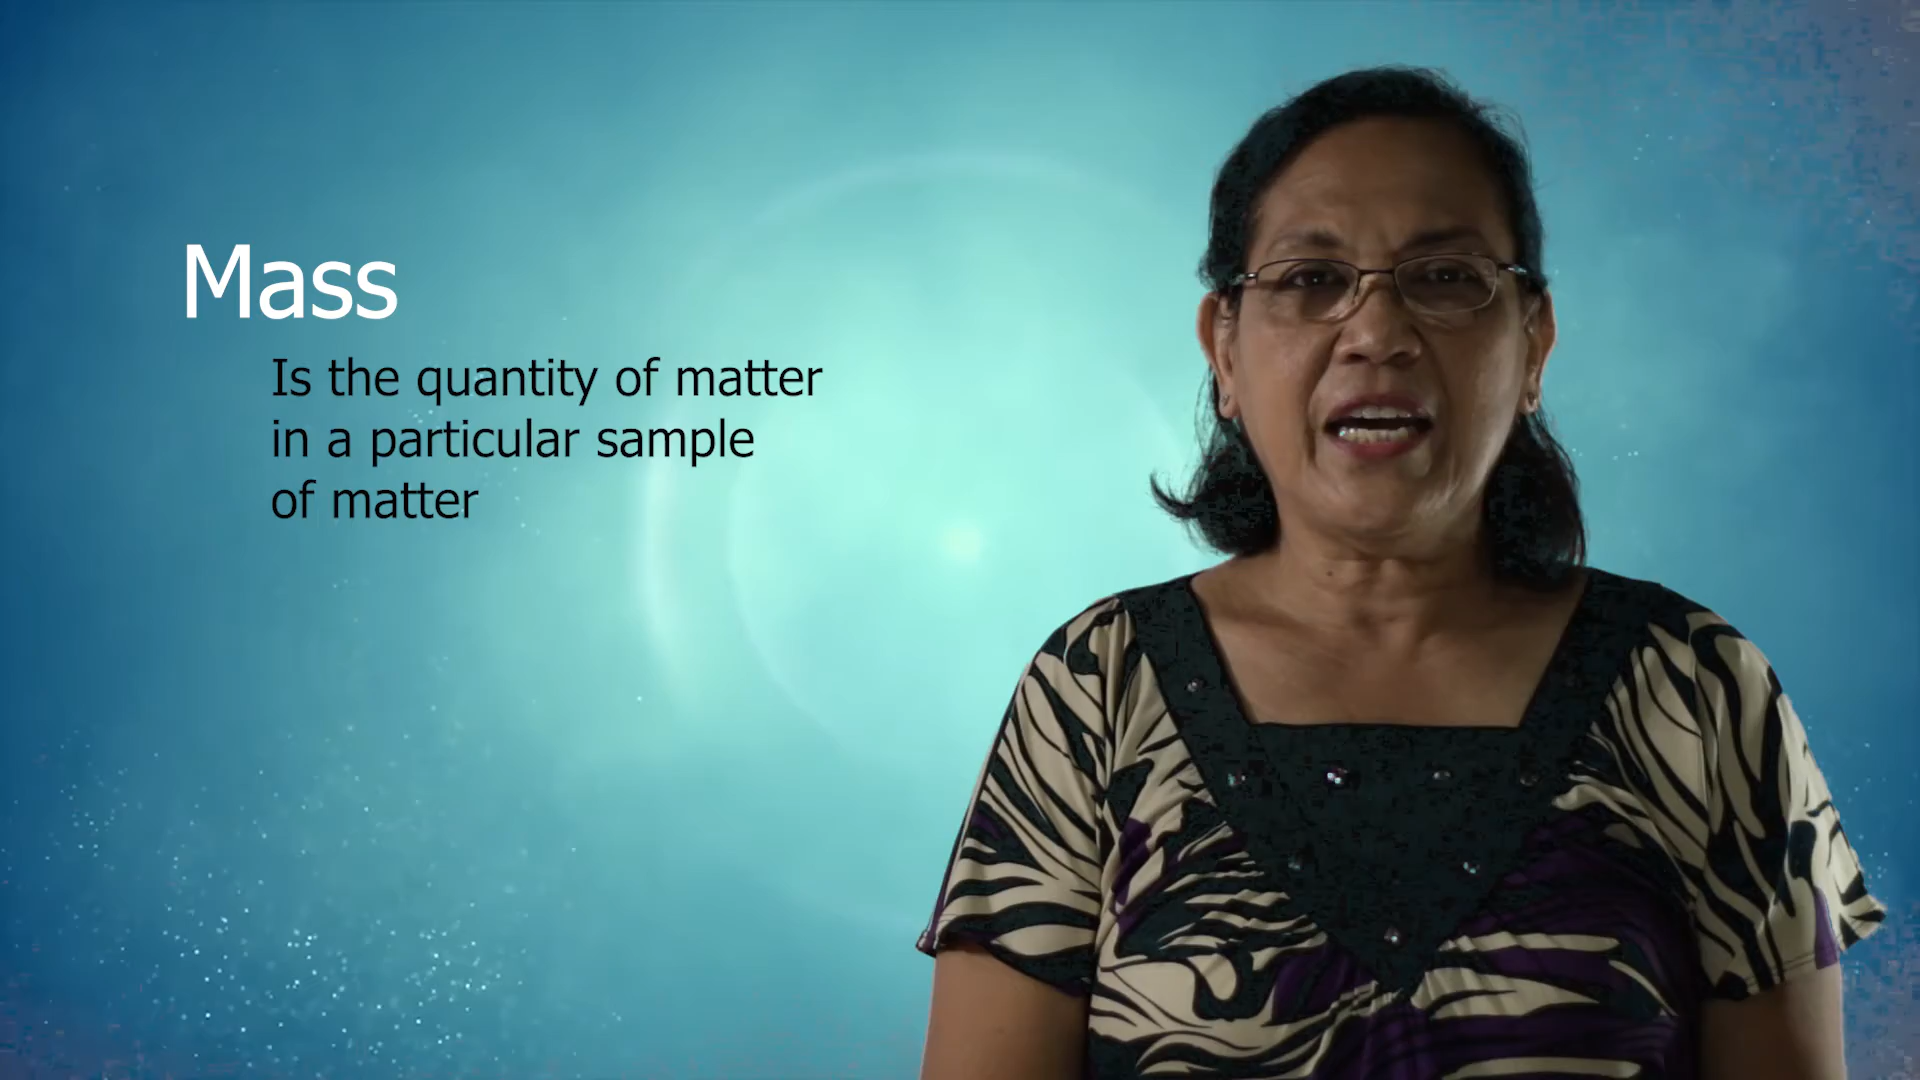 Mass
Is the quantity of matter
in a particular sample
of matter